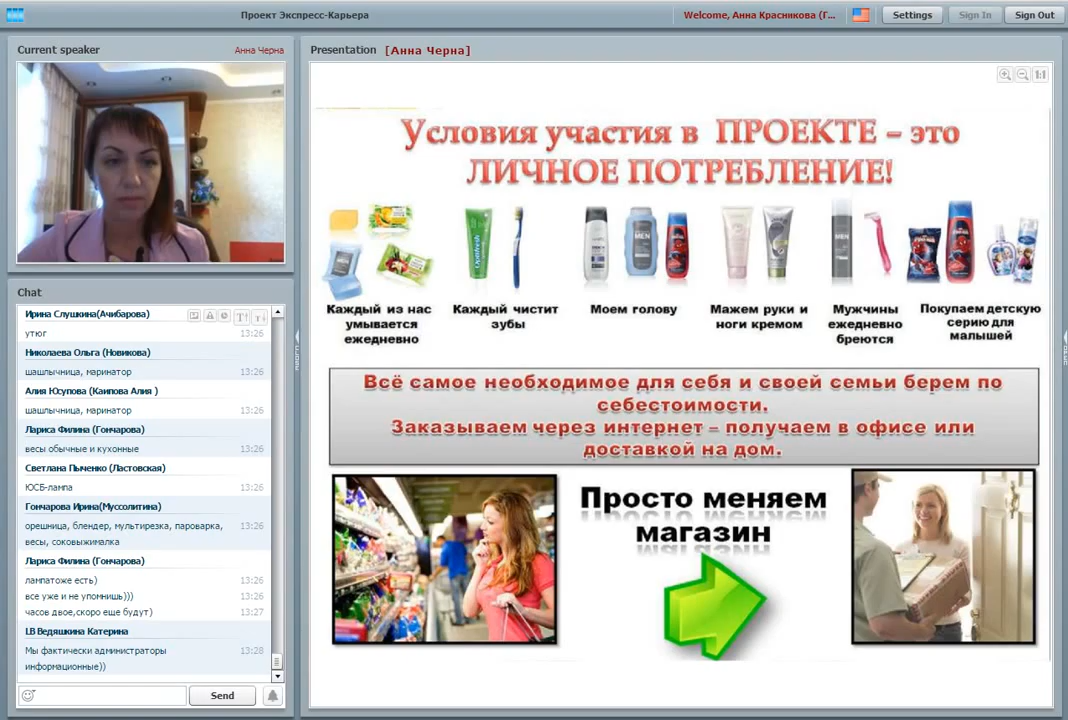 Проект Экспресс-Карьера
Welcome, Анна Красникова (Г...
Settings
Sign In
Sign Out
Current speaker
Анна Черна
Presentation
[Анна Черна]
1:1
Условия участия в ПРОЕКТЕ – это
ЛИЧНОЕ ПОТРЕБЛЕНИЕ!
Optifresh
MEN
MEN
Каждый из нас
умывается
ежедневно
Каждый чистит
зубы
Моем голову
Мажем руки и
ноги кремом
Мужчины
ежедневно
бреются
Покупаем детскую
серию для
малышей
Всё самое необходимое для себя и своей семьи берем по
себестоимости.
Заказываем через интернет – получаем в офисе или
доставкой на дом.
Просто меняем
магазин
Chat
Ирина Слушкина(Ачибарова)
утюг 13:26
Николаева Ольга (Новикова)
шашлычница, маринатор 13:26
Алия Юсупова (Каипова Алия )
шашлычница, маринатор 13:26
Лариса Филина (Гончарова)
весы обычные и кухонные 13:26
Светлана Пыченко (Ластовская)
ЮСБ-лампа 13:26
Гончарова Ирина(Муссолитина)
орешница, блендер, мультирезка, пароварка, 13:26
весы, соковыжималка
Лариса Филина (Гончарова)
лампатоже есть) 13:26
все уже и не упомнишь))) 13:26
часов двое,скоро еще будут) 13:27
LB Ведяшкина Катерина
Мы фактически администраторы 13:28
информационные))
Send